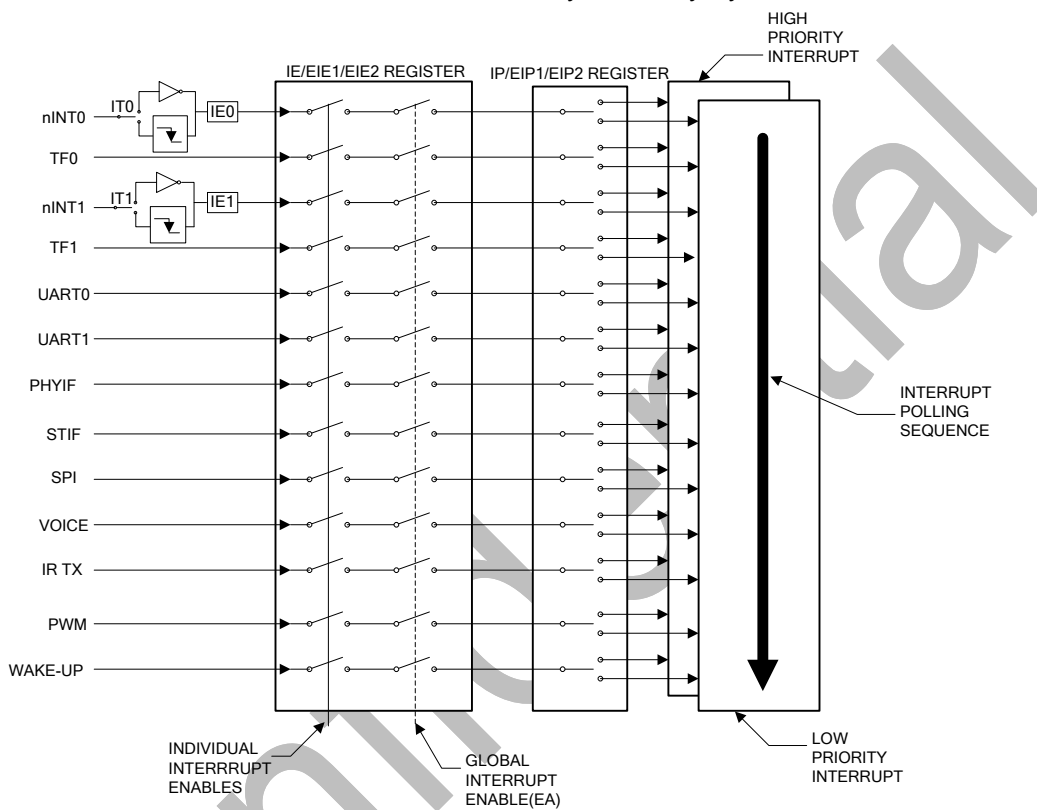 HIGH
PRIORITY
INTERRUPT
IE/EIE1/EIE2 REGISTER
IP/EIP1/EIP2 REGISTER
nINT0
IT0
IE0
TF0
nINT1
IT1
IE1
TF1
UART0
UART1
PHYIF
STIF
SPI
VOICE
IR TX
PWM
WAKE-UP
INTERRUPT
POLLING
SEQUENCE
INDIVIDUAL
INTERRRUPT
ENABLES
GLOBAL
INTERRUPT
ENABLE(EA)
LOW
PRIORITY
INTERRUPT